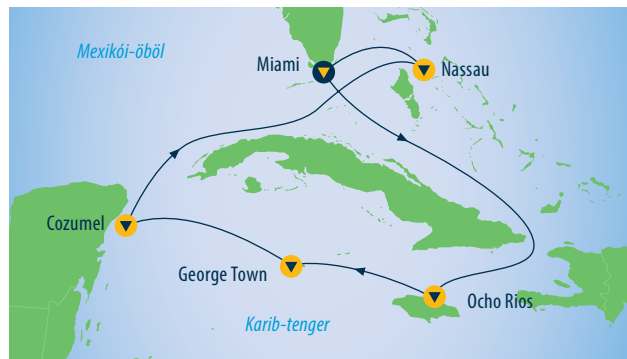 Mexikói-öböl
Miami
Nassau
Cozumel
George Town
Ocho Rios
Karib-tenger